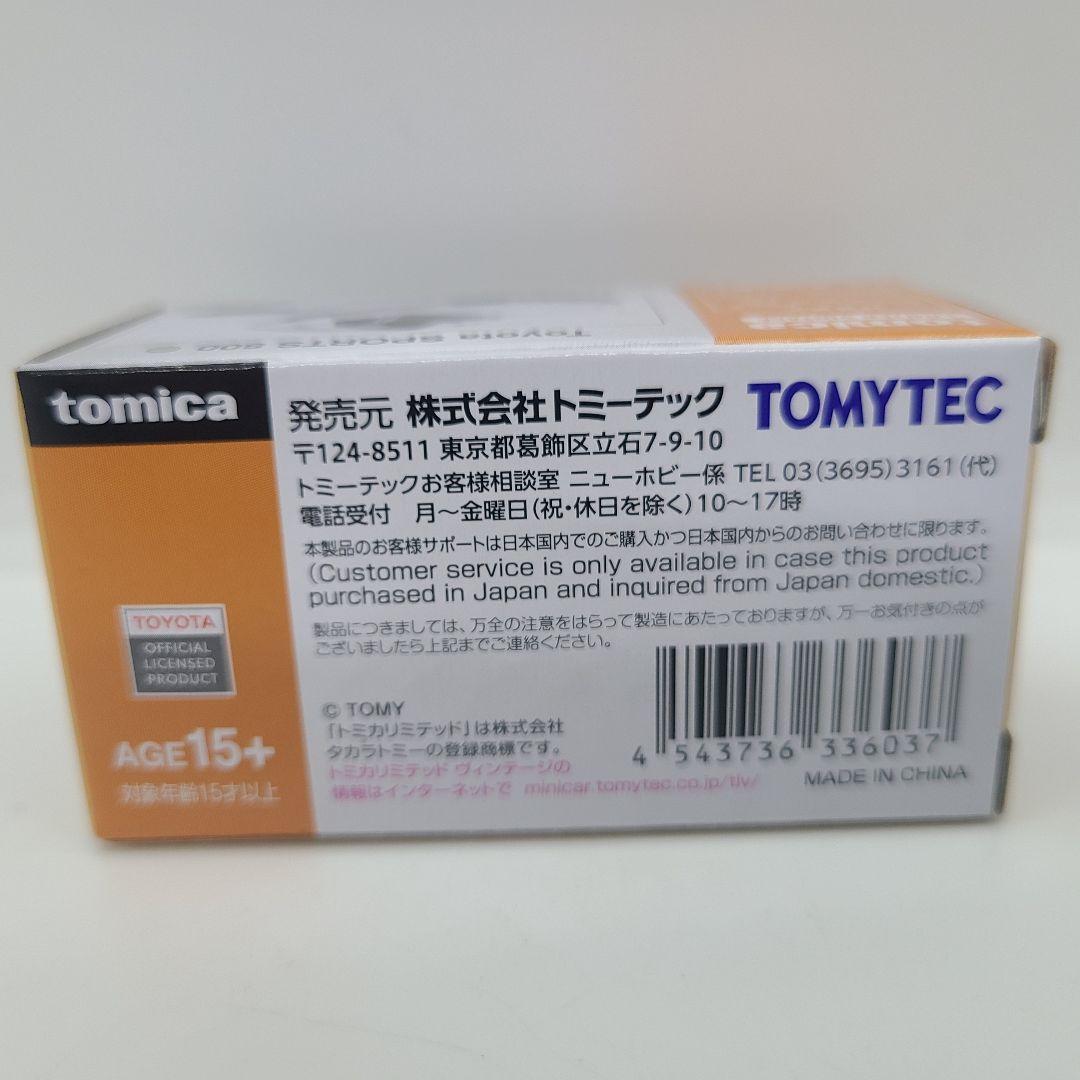 Toyota SPORTS 800
tomica
tomica
発売元 株式会社トミーテック TOMYTEC
〒124-8511 東京都葛飾区立石7-9-10
トミーテックお客様相談室 ニューホビー係 TEL 03(3695)3161(代)
電話受付 月〜金曜日(祝・休日を除く)10〜17時
本製品のお客様サポートは日本国内でのご購入かつ日本国内からのお問い合わせに限ります。
(Customer service is only available in case this product
purchased in Japan and inquired from Japan domestic.)
製品につきましては、万全の注意をはらって製造にあたっておりますが、万一お気付きの点が
ございましたら上記までご連絡ください。
TOYOTA
OFFICIAL
LICENSED
PRODUCT
AGE15+
対象年齢15才以上
© TOMY
「トミカリミテッド」は株式会社
タカラトミーの登録商標です。
トミカリミテッド ヴィンテージの
情報はインターネットで minicar.tomytec.co.jp/tlv/
4 543736 336037
MADE IN CHINA